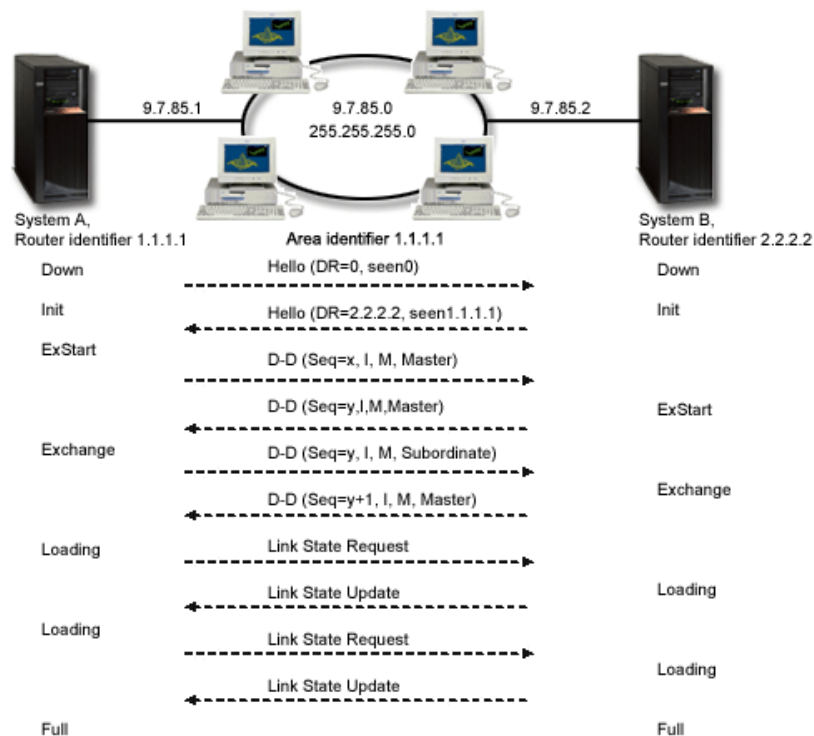 9.7.85.1
9.7.85.0
255.255.255.0
9.7.85.2
System A,
Router identifier 1.1.1.1
Area identifier 1.1.1.1
System B,
Router identifier 2.2.2.2
Down
Hello (DR=0, seen0)
Down
Init
Hello (DR=2.2.2.2, seen1.1.1.1)
Init
ExStart
D-D (Seq=x, I, M, Master)
D-D (Seq=y,I,M,Master)
ExStart
Exchange
D-D (Seq=y, I, M, Subordinate)
D-D (Seq=y+1, I, M, Master)
Exchange
Loading
Link State Request
Link State Update
Loading
Loading
Link State Request
Loading
Link State Update
Full
Full